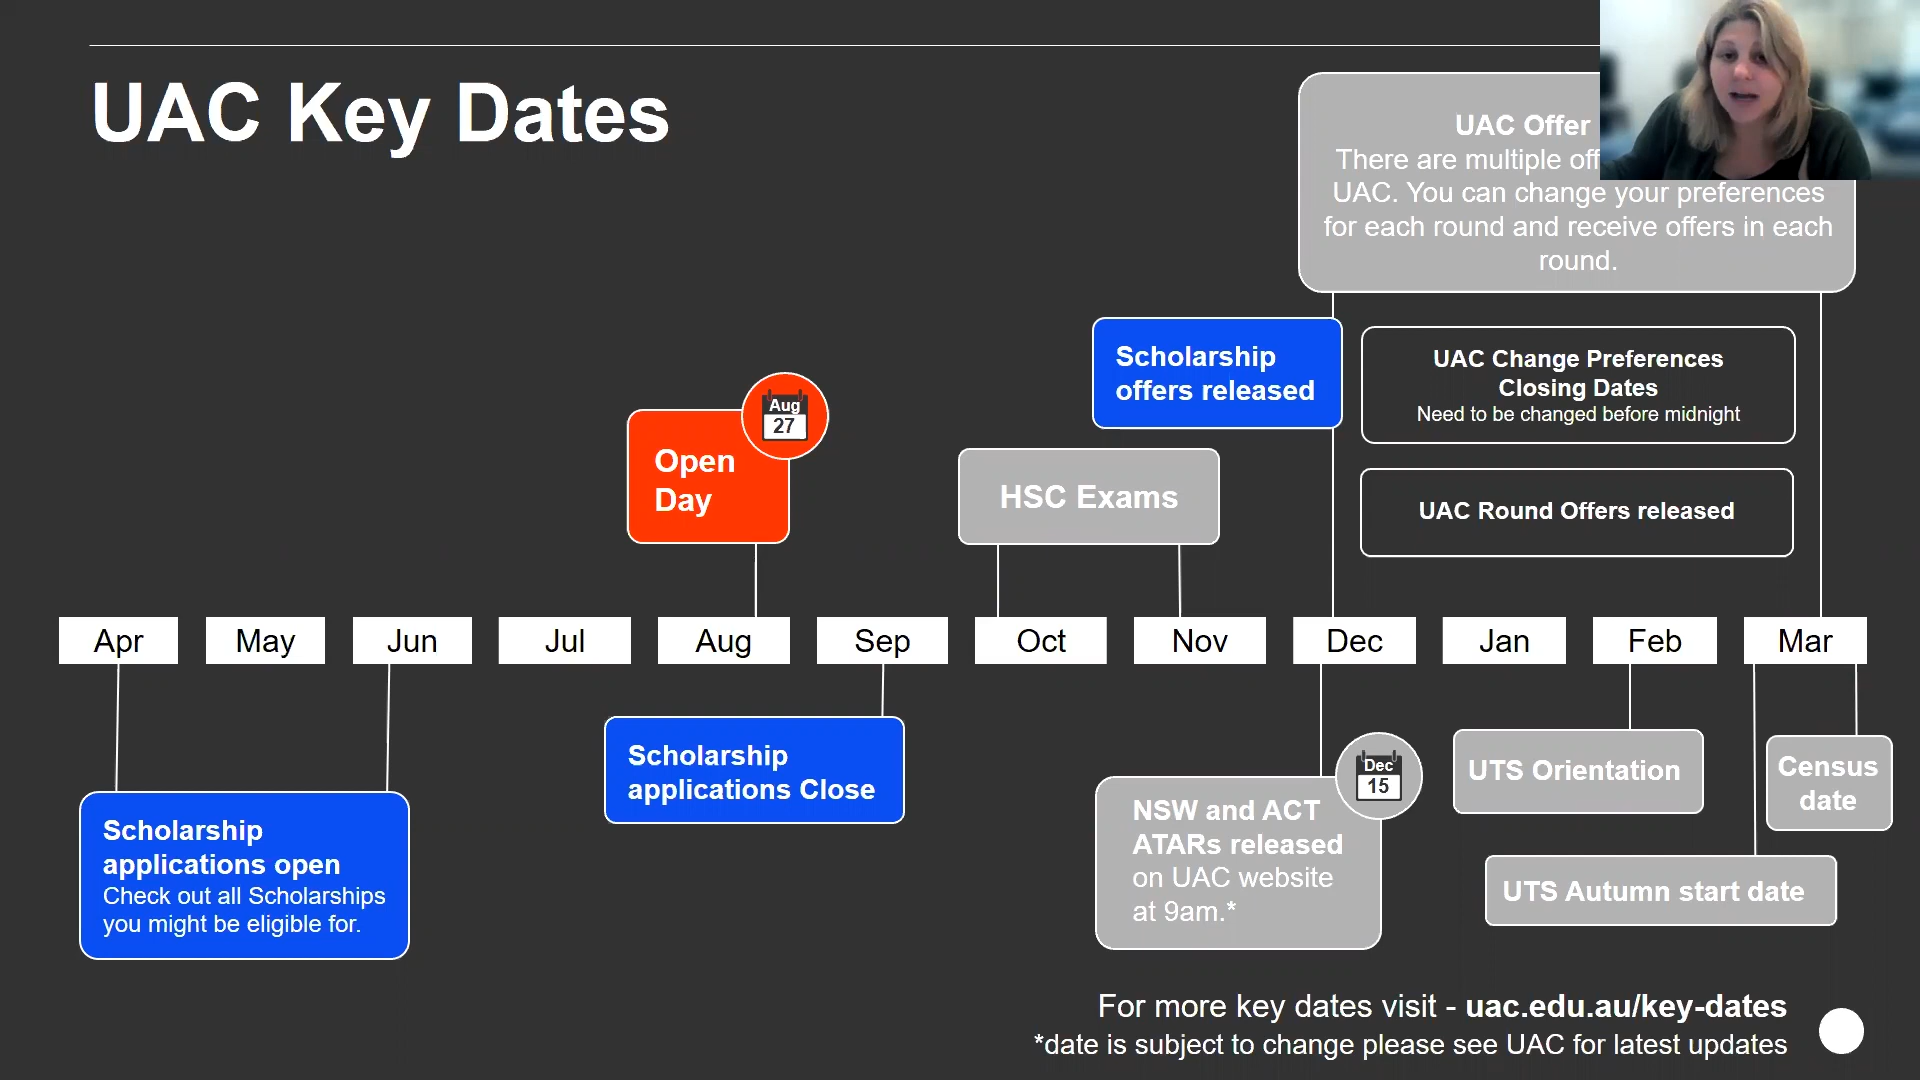 UAC Key Dates
UAC Offer
There are multiple
UAC. You can change your preferences
for each round and receive offers in each
round.
Scholarship
offers released
UAC Change Preferences
Closing Dates
Need to be changed before midnight
Aug
27
Open
Day
HSC Exams
UAC Round Offers released
Apr May Jun Jul Aug Sep Oct Nov Dec Jan Feb Mar
Scholarship
applications open
Check out all Scholarships
you might be eligible for.
Scholarship
applications Close
Dec
15
NSW and ACT
ATARs released
on UAC website
at 9am.*
UTS Orientation
Census
date
UTS Autumn start date
For more key dates visit - uac.edu.au/key-dates
*date is subject to change please see UAC for latest updates